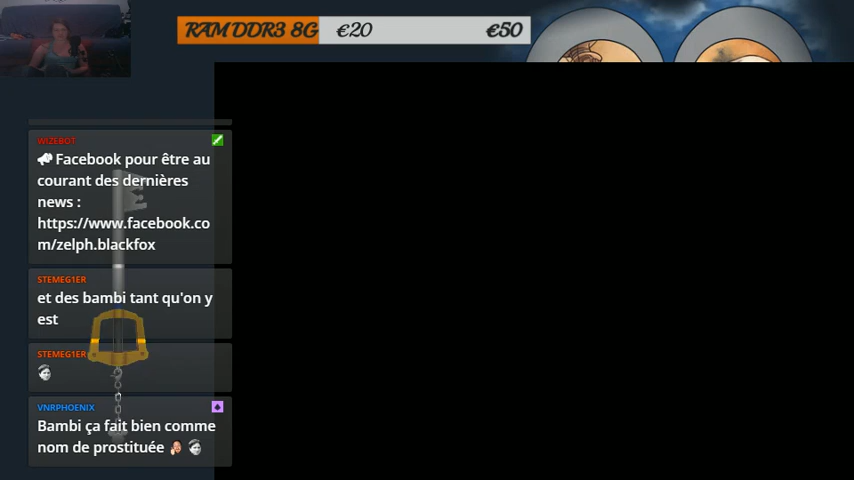 RAM DDR3 8G €20 €50
WIZEBOT
Facebook pour être au
courant des dernières
news :
https://www.facebook.co
m/zelph.blackfox
STEMEG1ER
et des bambi tant qu'on y
est
STEMEG1ER
VNRPHOENIX
Bambi ça fait bien comme
nom de prostituée